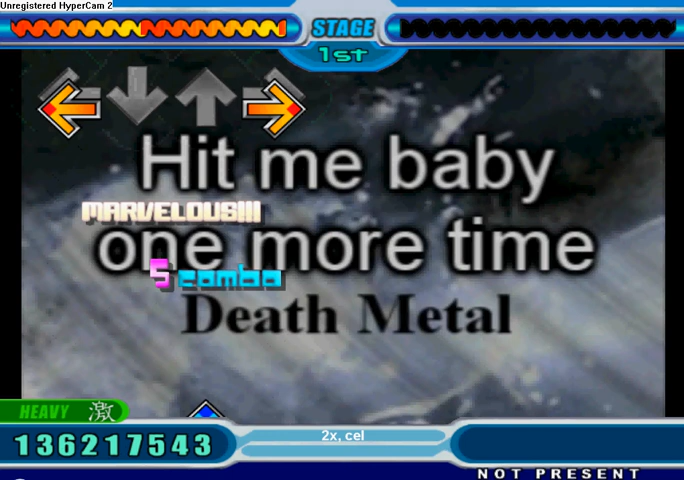 Unregistered HyperCam 2
STAGE
1st
Hit me baby
MARVELOUS!!!
one more time
5 combo
Death Metal
HEAVY 激
136217543
2x, cel
NOT PRESENT